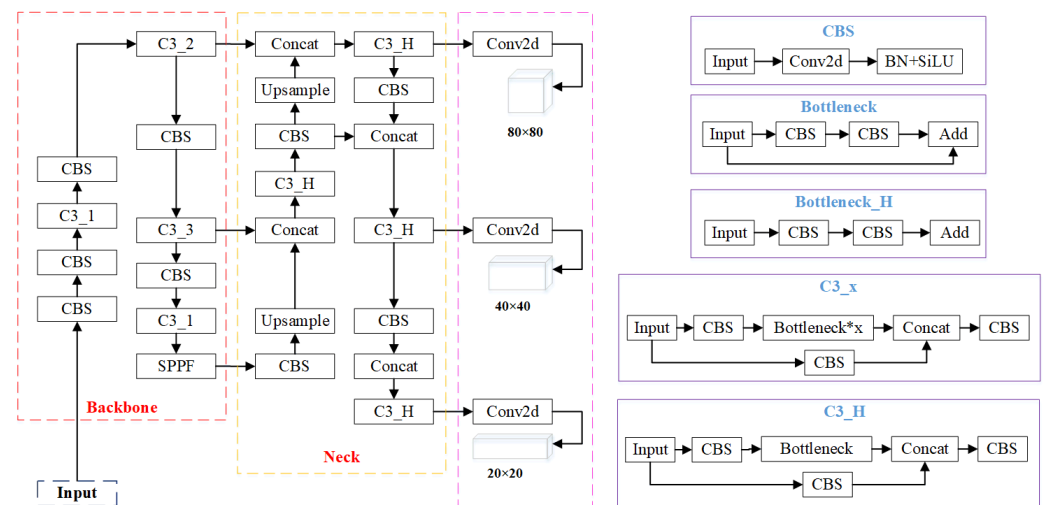 C3_2
CBS
CBS
C3_1
CBS
CBS
C3_3
CBS
C3_1
SPPF
Backbone
Input
Concat
Upsample
CBS
C3_H
Concat
Upsample
CBS
C3_H
CBS
Concat
C3_H
CBS
Concat
C3_H
Neck
Conv2d
80×80
Conv2d
40×40
Conv2d
20×20
CBS
Input Conv2d BN+SiLU
Bottleneck
Input CBS CBS Add
Bottleneck_H
Input CBS CBS Add
C3_x
Input CBS Bottleneck*x Concat CBS
CBS
C3_H
Input CBS Bottleneck Concat CBS
CBS